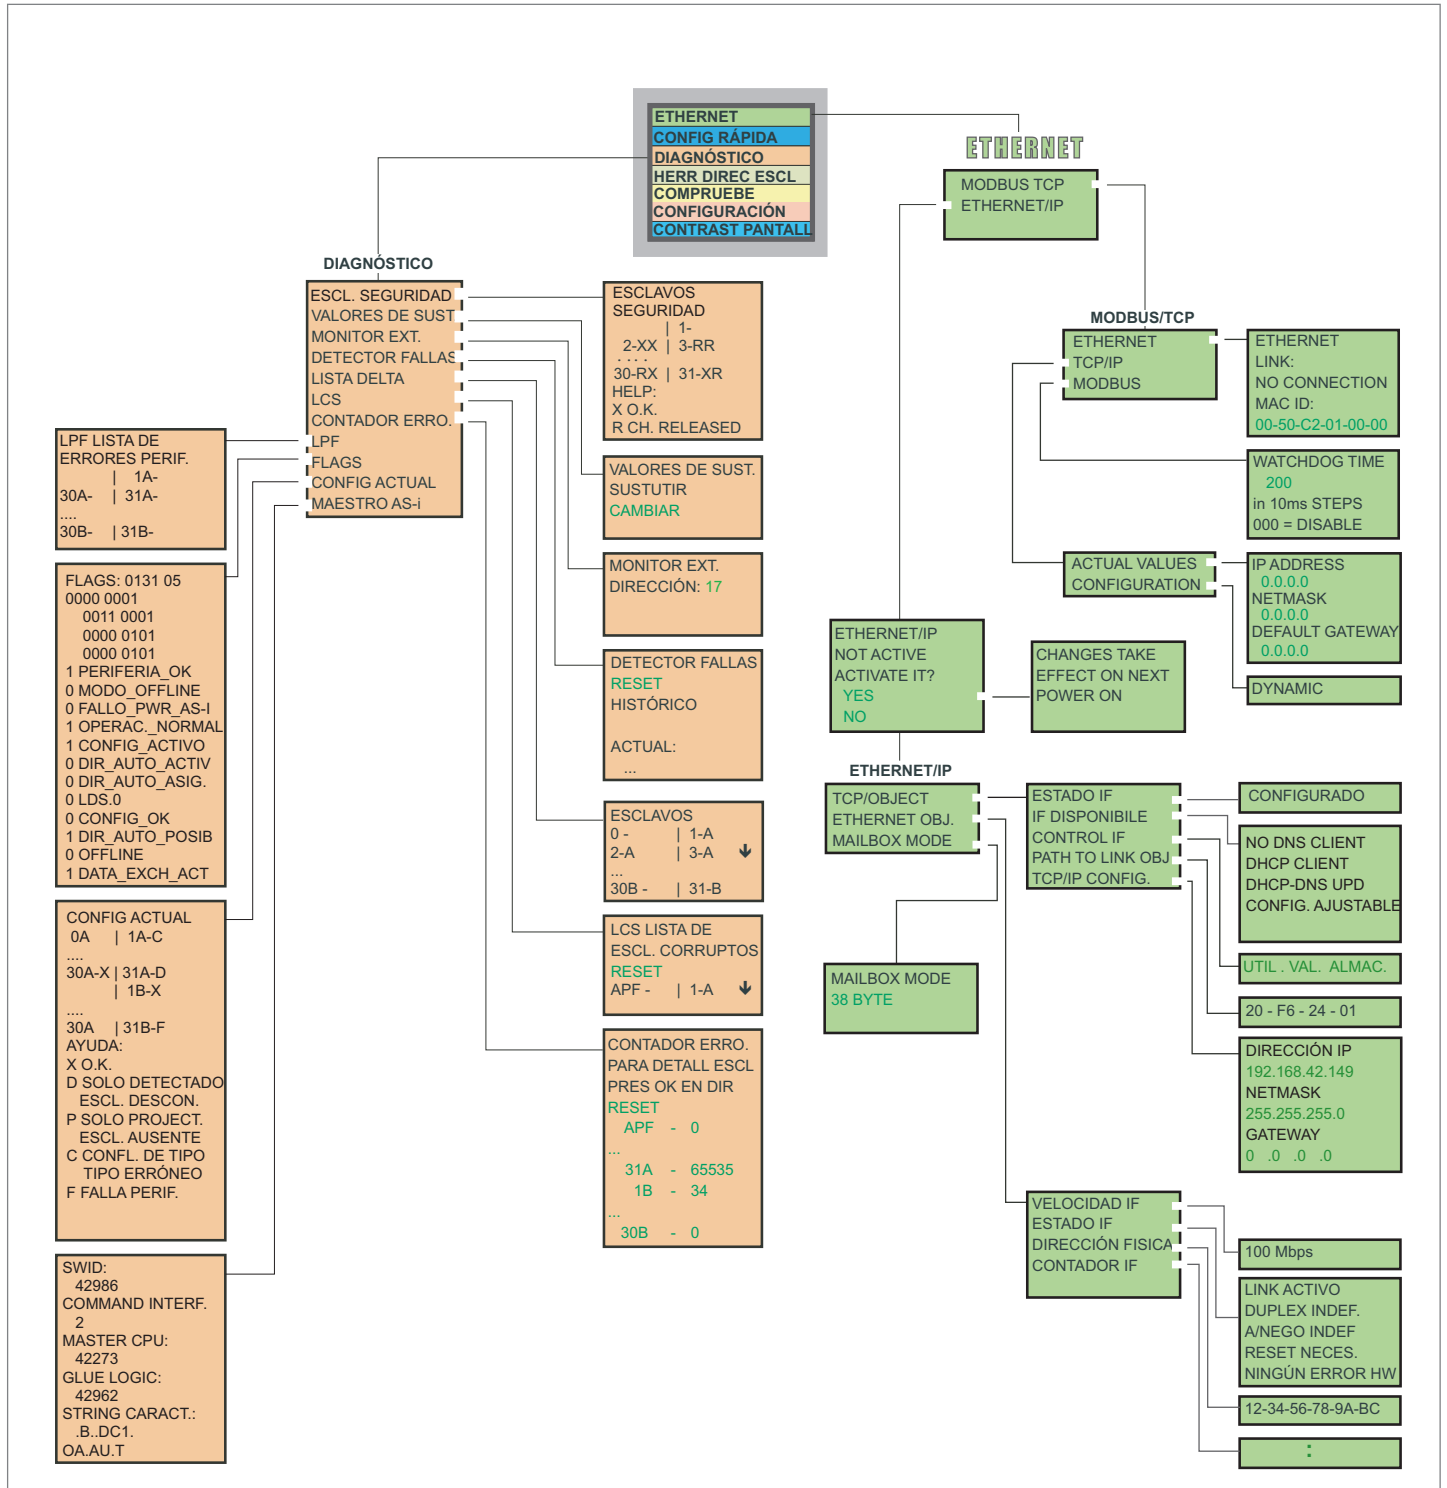 ETHERNET
CONFIG RÁPIDA
DIAGNÓSTICO
HERR DIREC ESCL
COMPRUEBE
CONFIGURACIÓN
CONTRAST PANTALL
ETHERNET
MODBUS TCP
ETHERNET/IP
DIAGNÓSTICO
ESCL. SEGURIDAD
VALORES DE SUST
MONITOR EXT.
DETECTOR FALLAS
LISTA DELTA
LCS
CONTADOR ERRO.
LPF
FLAGS
CONFIG ACTUAL
MAESTRO AS-i
LPF LISTA DE
ERRORES PERIF.
| 1A-
30A- | 31A-
....
30B- | 31B-
FLAGS: 0131 05
0000 0001
0011 0001
0000 0101
0000 0101
1 PERIFERIA_OK
0 MODO_OFFLINE
0 FALLO_PWR_AS-I
1 OPERAC._NORMAL
1 CONFIG_ACTIVO
0 DIR_AUTO_ACTIV
0 DIR_AUTO_ASIG.
0 LDS.0
0 CONFIG_OK
1 DIR_AUTO_POSIB
0 OFFLINE
1 DATA_EXCH_ACT
CONFIG ACTUAL
0A | 1A-C
....
30A-X | 31A-D
| 1B-X
....
30A | 31B-F
AYUDA:
X O.K.
D SOLO DETECTADO
ESCL. DESCON.
P SOLO PROJECT.
ESCL. AUSENTE
C CONFL. DE TIPO
TIPO ERRÓNEO
F FALLA PERIF.
SWID:
42986
COMMAND INTERF.
2
MASTER CPU:
42273
GLUE LOGIC:
42962
STRING CARACT.:
.B..DC1.
OA.AU.T
ESCLAVOS
SEGURIDAD
| 1-
2-XX | 3-RR
. . . .
30-RX | 31-XR
HELP:
X O.K.
R CH. RELEASED
VALORES DE SUST.
SUSTUTIR
CAMBIAR
MONITOR EXT.
DIRECCIÓN: 17
DETECTOR FALLAS
RESET
HISTÓRICO
ACTUAL:
...
ESCLAVOS
0 - | 1-A
2-A | 3-A 🡻
...
30B - | 31-B
LCS LISTA DE
ESCL. CORRUPTOS
RESET
APF - | 1-A 🡻
CONTADOR ERRO.
PARA DETALL ESCL
PRES OK EN DIR
RESET
APF - 0
...
31A - 65535
1B - 34
...
30B - 0
MODBUS/TCP
ETHERNET
TCP/IP
MODBUS
ETHERNET
LINK:
NO CONNECTION
MAC ID:
00-50-C2-01-00-00
WATCHDOG TIME
200
in 10ms STEPS
000 = DISABLE
ACTUAL VALUES
CONFIGURATION
IP ADDRESS
0.0.0.0
NETMASK
0.0.0.0
DEFAULT GATEWAY
0.0.0.0
DYNAMIC
ETHERNET/IP
NOT ACTIVE
ACTIVATE IT?
YES
NO
CHANGES TAKE
EFFECT ON NEXT
POWER ON
ETHERNET/IP
TCP/OBJECT
ETHERNET OBJ.
MAILBOX MODE
MAILBOX MODE
38 BYTE
ESTADO IF
IF DISPONIBILE
CONTROL IF
PATH TO LINK OBJ
TCP/IP CONFIG.
CONFIGURADO
NO DNS CLIENT
DHCP CLIENT
DHCP-DNS UPD
CONFIG. AJUSTABLE
UTIL . VAL. ALMAC.
20 - F6 - 24 - 01
DIRECCIÓN IP
192.168.42.149
NETMASK
255.255.255.0
GATEWAY
0 .0 .0 .0
VELOCIDAD IF
ESTADO IF
DIRECCIÓN FISICA
CONTADOR IF
100 Mbps
LINK ACTIVO
DUPLEX INDEF.
A/NEGO INDEF
RESET NECES.
NINGÚN ERROR HW
12-34-56-78-9A-BC
: